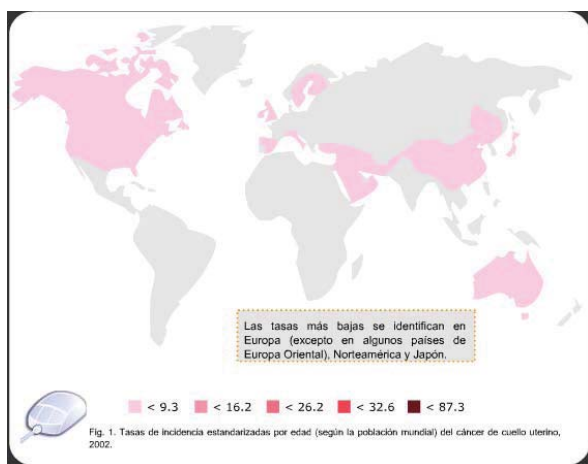 Las tasas más bajas se identifican en
Europa (excepto en algunos países de
Europa Oriental), Norteamérica y Japón.
< 9.3 < 16.2 < 26.2 < 32.6 < 87.3
Fig. 1. Tasas de incidencia estandarizadas por edad (según la población mundial) del cáncer de cuello uterino,
2002.